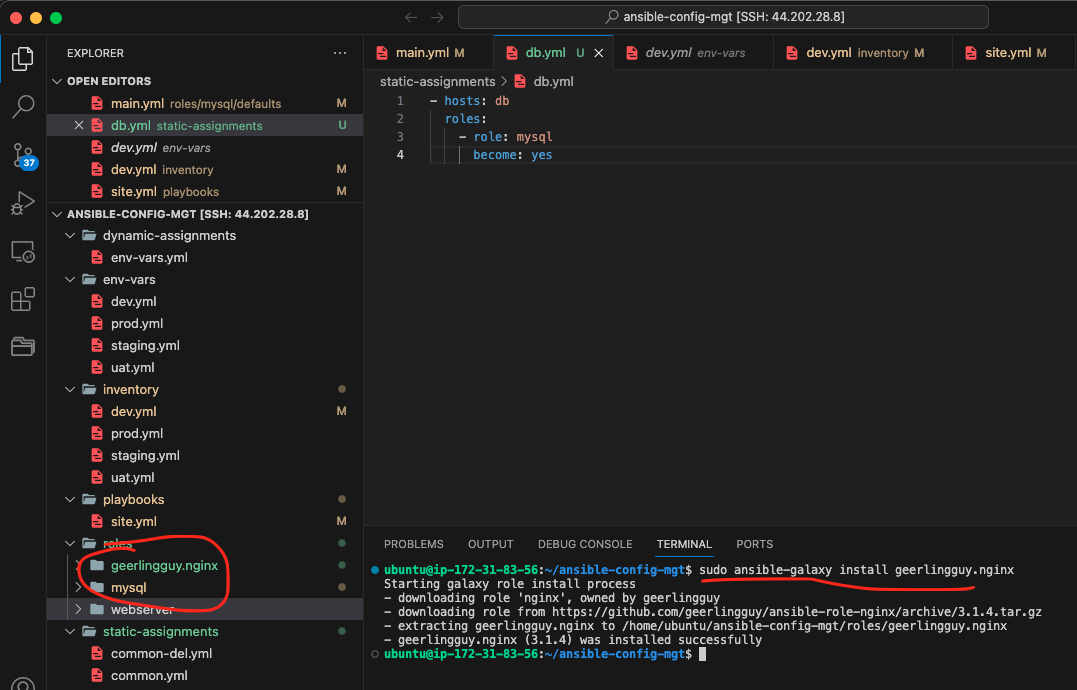 ansible-config-mgt [SSH: 44.202.28.8]
EXPLORER
OPEN EDITORS
main.yml roles/mysql/defaults M
db.yml static-assignments U
dev.yml env-vars
dev.yml inventory M
site.yml playbooks M
37
ANSIBLE-CONFIG-MGT [SSH: 44.202.28.8]
dynamic-assignments
env-vars.yml
env-vars
dev.yml
prod.yml
staging.yml
uat.yml
inventory
dev.yml M
prod.yml
staging.yml
uat.yml
playbooks
site.yml M
roles
geerlingguy.nginx
mysql
webserver
static-assignments
common-del.yml
common.yml
main.yml M db.yml U dev.yml env-vars dev.yml inventory M site.yml M
static-assignments > db.yml
1 - hosts: db
2 roles:
3 - role: mysql
4 become: yes
PROBLEMS OUTPUT DEBUG CONSOLE TERMINAL PORTS
ubuntu@ip-172-31-83-56:~/ansible-config-mgt$ sudo ansible-galaxy install geerlingguy.nginx
Starting galaxy role install process
- downloading role 'nginx', owned by geerlingguy
- downloading role from https://github.com/geerlingguy/ansible-role-nginx/archive/3.1.4.tar.gz
- extracting geerlingguy.nginx to /home/ubuntu/ansible-config-mgt/roles/geerlingguy.nginx
- geerlingguy.nginx (3.1.4) was installed successfully
ubuntu@ip-172-31-83-56:~/ansible-config-mgt$